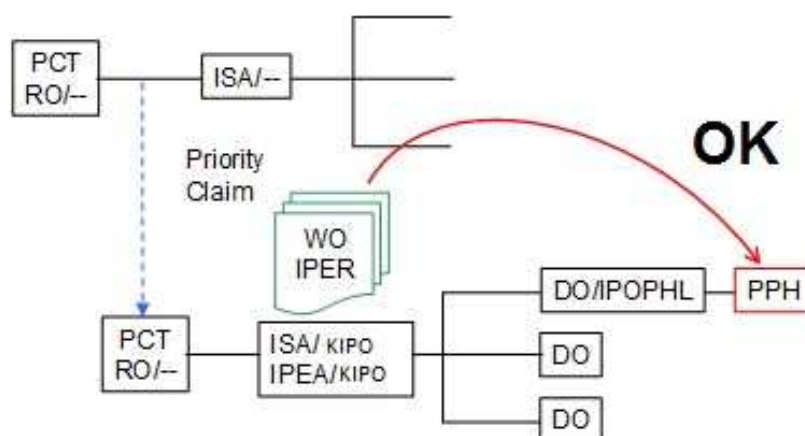 PCT
RO/--
ISA/--
OK
Priority
Claim
WO
IPER
DO/IPOPHL
PPH
PCT
RO/--
ISA/ KIPO
IPEA/KIPO
DO
DO